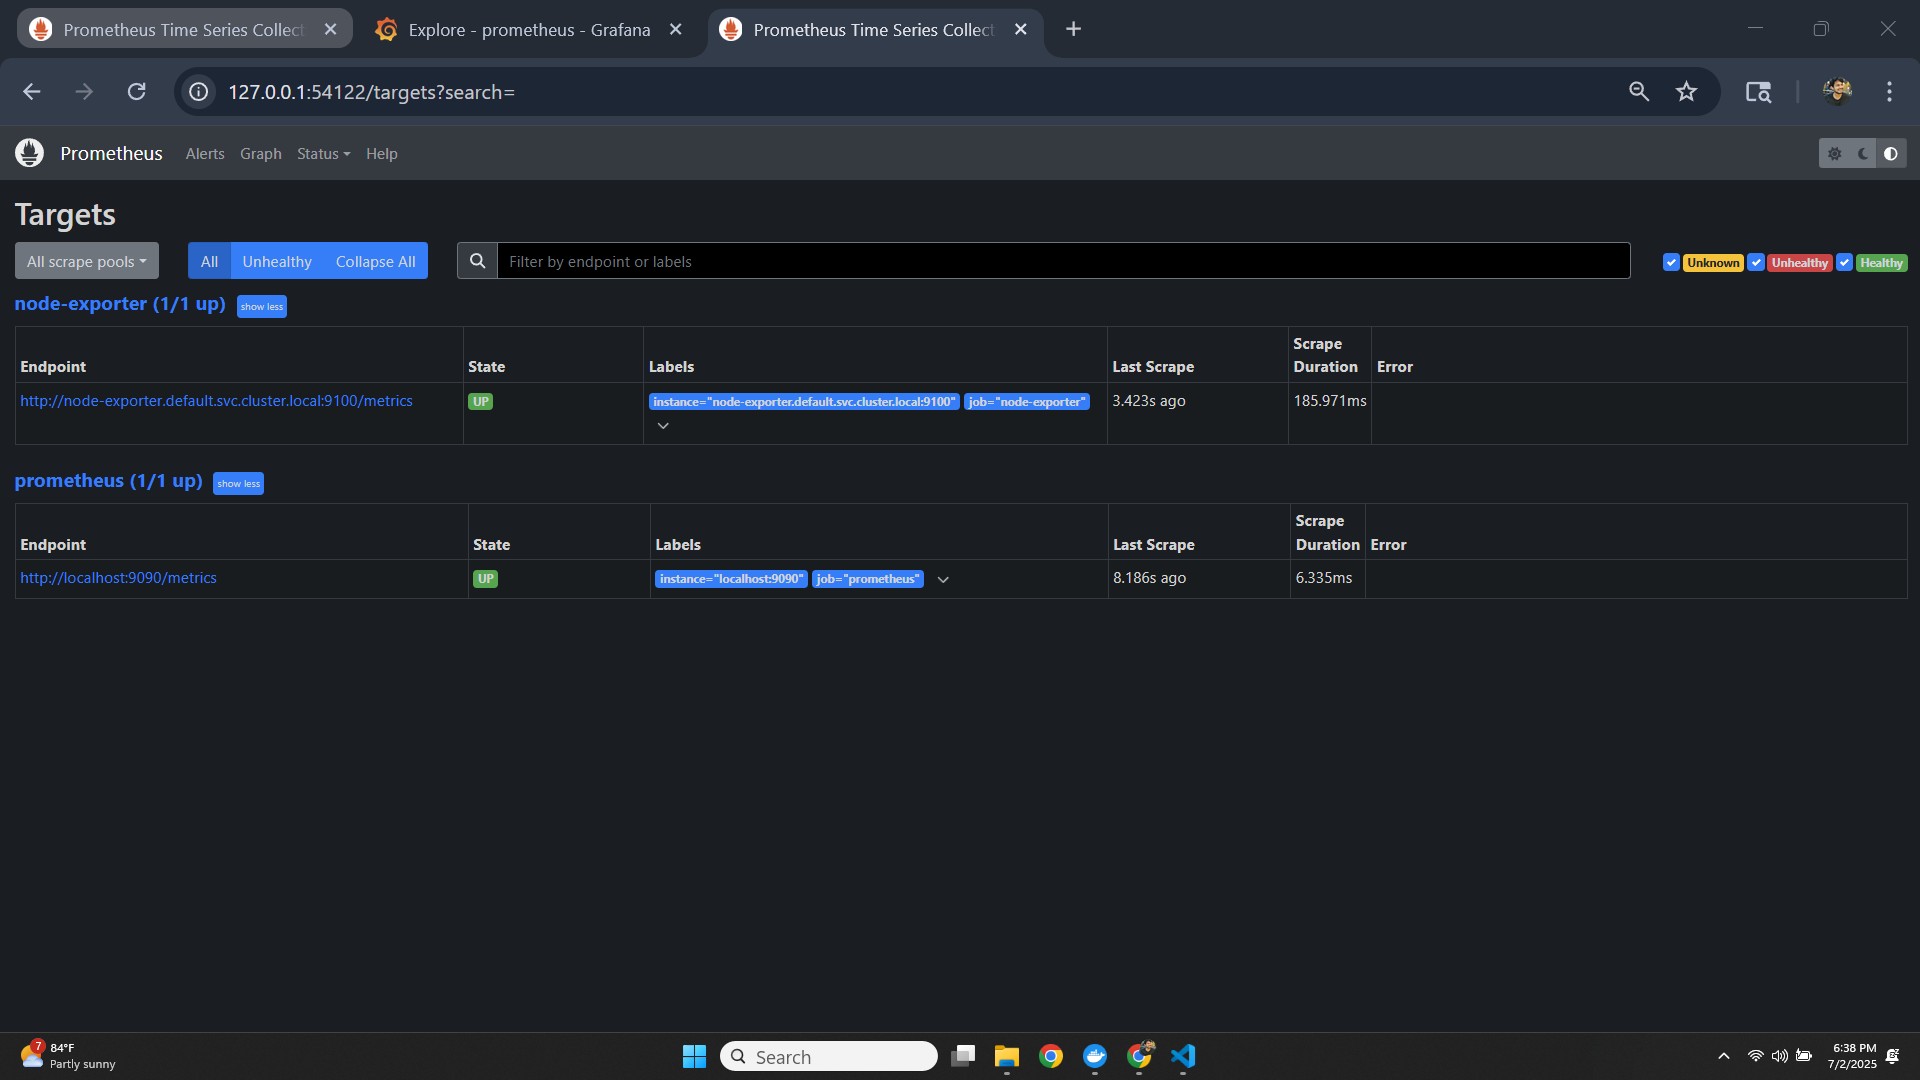 Prometheus Time Series Collect
Explore - prometheus - Grafana
Prometheus Time Series Collect
127.0.0.1:54122/targets?search=
Prometheus Alerts Graph Status Help
Targets
All scrape pools All Unhealthy Collapse All Filter by endpoint or labels Unknown Unhealthy Healthy
node-exporter (1/1 up) show less
Endpoint State Labels Last Scrape Scrape Duration Error
http://node-exporter.default.svc.cluster.local:9100/metrics UP instance="node-exporter.default.svc.cluster.local:9100" job="node-exporter" 3.423s ago 185.971ms
prometheus (1/1 up) show less
Endpoint State Labels Last Scrape Scrape Duration Error
http://localhost:9090/metrics UP instance="localhost:9090" job="prometheus" 8.186s ago 6.335ms
7
84°F
Partly sunny
Search
6:38 PM
7/2/2025